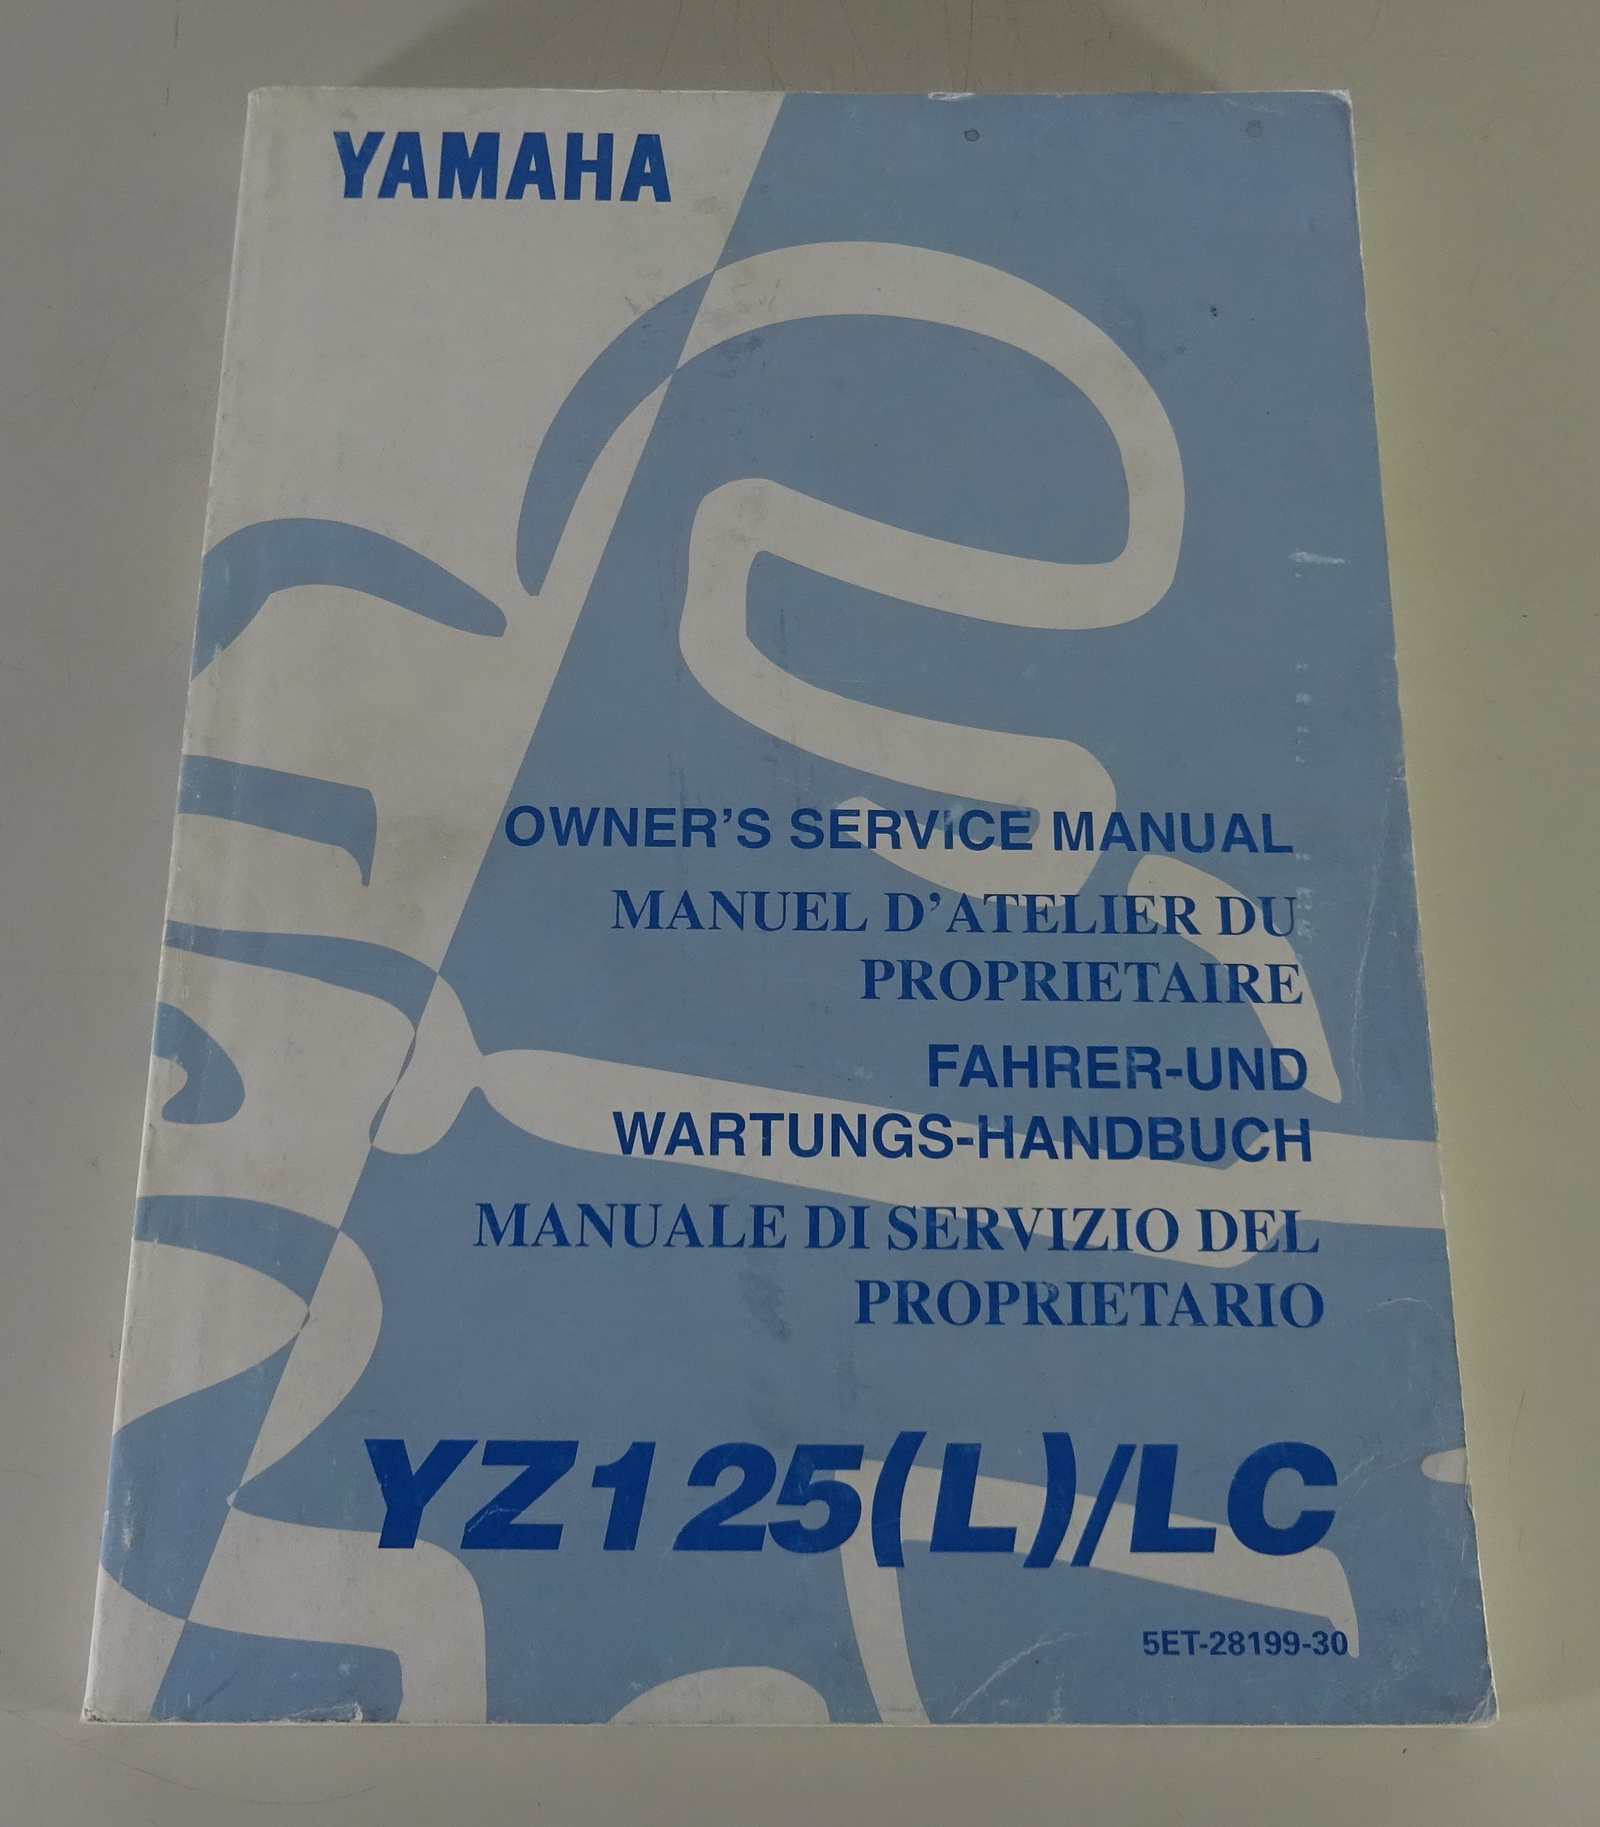 YAMAHA
OWNER'S SERVICE MANUAL
MANUEL D'ATELIER DU
PROPRIETAIRE
FAHRER-UND
WARTUNGS-HANDBUCH
MANUALE DI SERVIZIO DEL
PROPRIETARIO
YZ125(L)/LC
5ET-28199-30